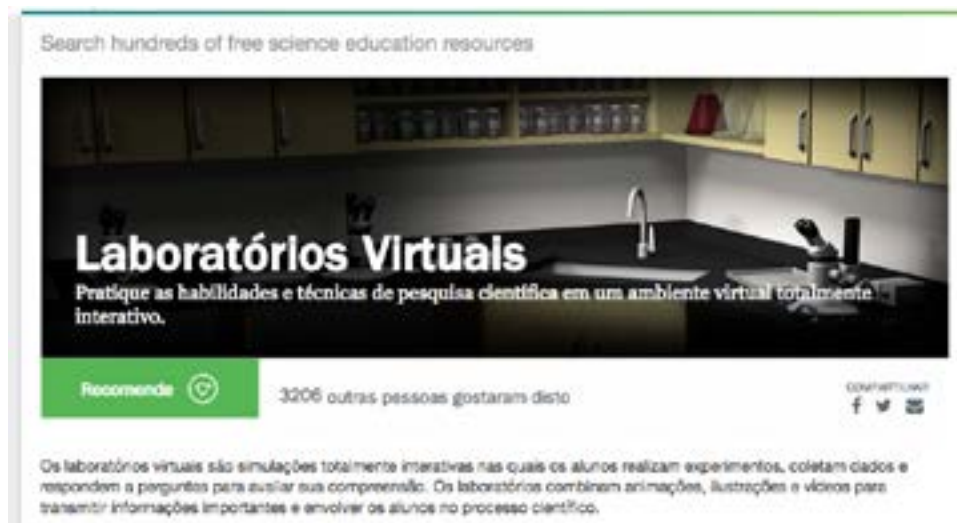 Search hundreds of free science education resources
Laboratórios Virtuais
Pratique as habilidades e técnicas de pesquisa científica em um ambiente virtual totalmente
interativo.
Recomende
3206 outras pessoas gostaram disto
COMPARTILHAR
Os laboratórios virtuais são simulações totalmente interativas nas quais os alunos realizam experimentos, coletam dados e
respondem a perguntas para avaliar sua compreensão. Os laboratórios combinam animações, ilustrações e vídeos para
transmitir informações importantes e envolver os alunos no processo científico.